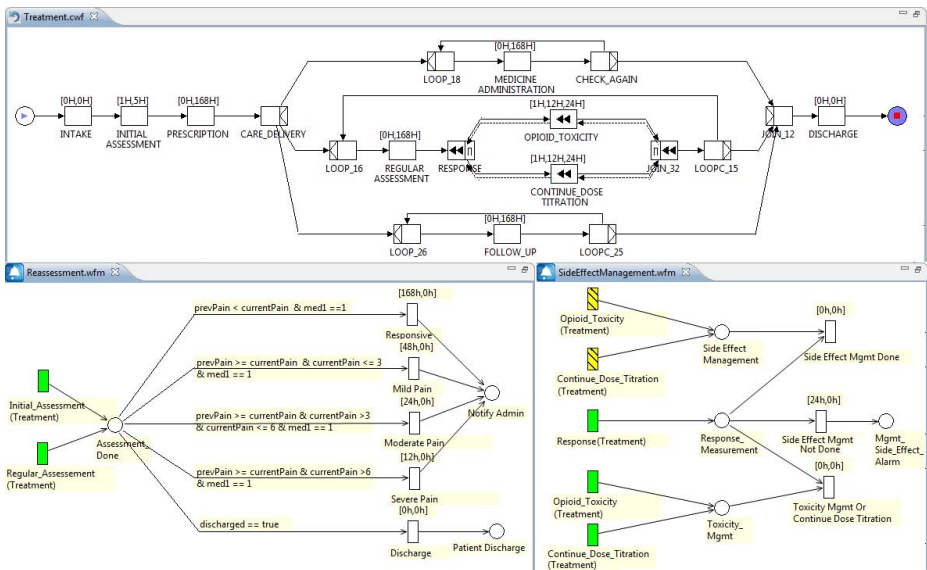 Treatment.cwf
[0H,168H]
LOOP_18
MEDICINE
ADMINISTRATION
CHECK_AGAIN
[0H,0H]
INTAKE
[1H,5H]
INITIAL
ASSESSMENT
[0H,168H]
PRESCRIPTION
CARE_DELIVERY
[1H,12H,24H]
OPIOID_TOXICITY
[0H,168H]
LOOP_16
REGULAR
ASSESSMENT
RESPONSE
[1H,12H,24H]
CONTINUE_DOSE
TITRATION
JOIN_32
LOOPC_15
JOIN_12
[0H,0H]
DISCHARGE
[0H,168H]
LOOP_26
FOLLOW_UP
LOOPC_25
Reassessment.wfm
[168h,0h]
prevPain < currentPain & med1 ==1
Responsive
[48h,0h]
prevPain >= currentPain & currentPain <= 3
& med1 == 1
Mild Pain
[24h,0h]
Initial_Assessment
(Treatment)
prevPain >= currentPain & currentPain >3
& currentPain <= 6 & med1 == 1
Notify Admin
Assessment_
Done
Moderate Pain
[12h,0h]
Regular_Assessment
(Treatment)
prevPain >= currentPain & currentPain >6
& med1 == 1
Severe Pain
[0h,0h]
discharged == true
Discharge
Patient Discharge
SideEffectManagement.wfm
[0h,0h]
Opioid_Toxicity
(Treatment)
Side Effect
Management
Side Effect Mgmt Done
Continue_Dose_Titration
(Treatment)
[24h,0h]
Response(Treatment)
Response_
Measurement
Side Effect Mgmt
Not Done
Mgmt_
Side_Effect_
Alarm
[0h,0h]
Opioid_Toxicity
(Treatment)
Toxicity_
Mgmt
Toxicity Mgmt Or
Continue Dose Titration
Continue_Dose_Titration
(Treatment)